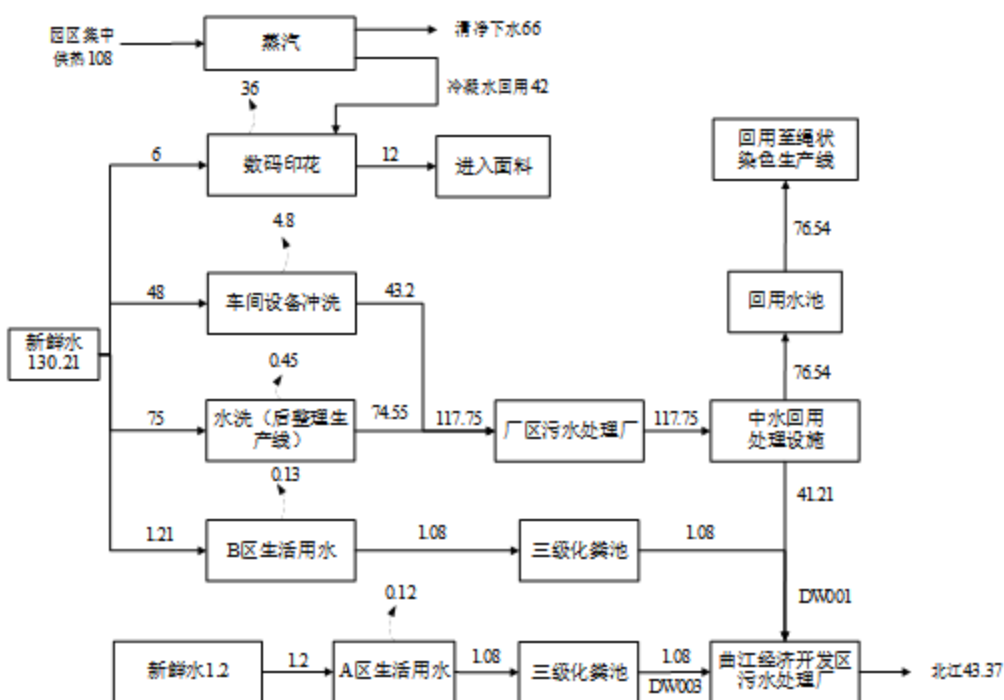 园区集中
供热108
蒸汽
清净下水66
冷凝水回用42
36
6
数码印花
12
进入面料
回用至绳状
染色生产线
4.8
76.54
48
车间设备冲洗
43.2
回用水池
新鲜水
130.21
0.45
76.54
75
水洗（后整理生
产线）
74.55
117.75
厂区污水处理厂
117.75
中水回用
处理设施
0.13
41.21
1.21
B区生活用水
1.08
三级化粪池
1.08
DW001
0.12
新鲜水1.2
1.2
A区生活用水
1.08
三级化粪池
1.08
DW003
曲江经济开发区
污水处理厂
北江43.37